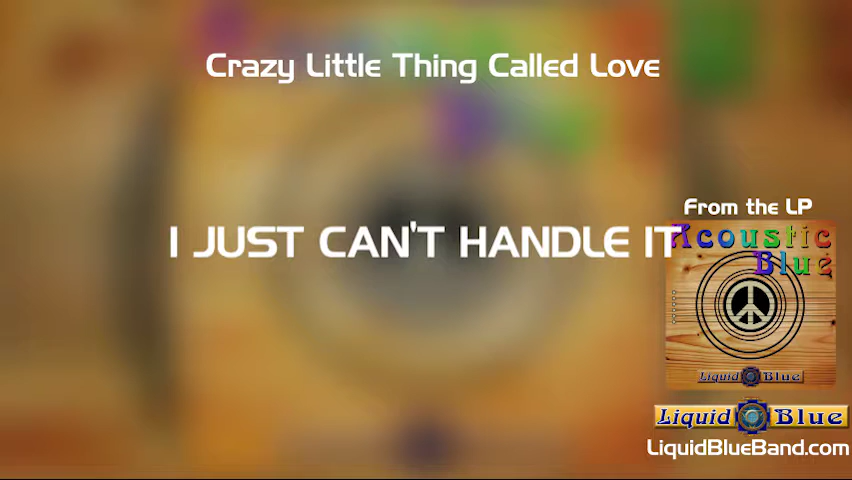 Crazy Little Thing Called Love
I JUST CAN'T HANDLE IT
From the LP
Acoustic
Blue
Liquid Blue
Liquid Blue
LiquidBlueBand.com